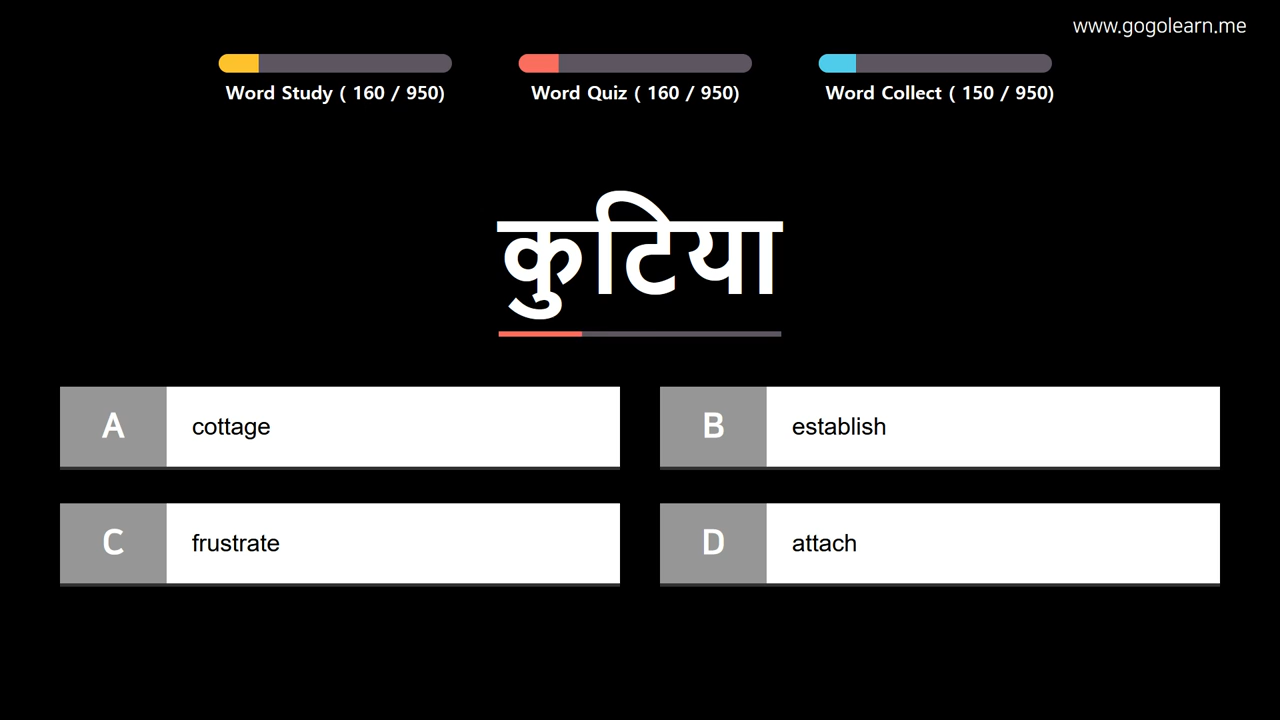 www.gogolearn.me
Word Study ( 160 / 950)
Word Quiz ( 160 / 950)
Word Collect ( 150 / 950)
कुटिया
A cottage
B establish
C frustrate
D attach